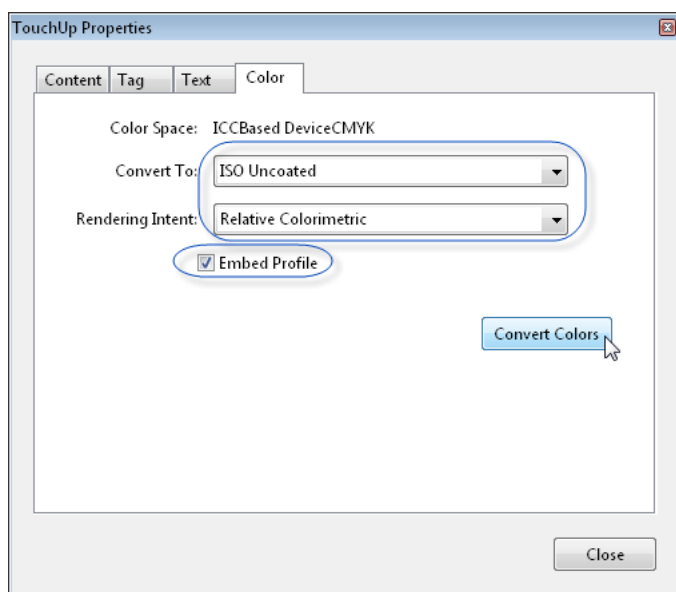 TouchUp Properties
Content Tag Text Color
Color Space: ICCBased DeviceCMYK
Convert To: ISO Uncoated
Rendering Intent: Relative Colorimetric
Embed Profile
Convert Colors
Close